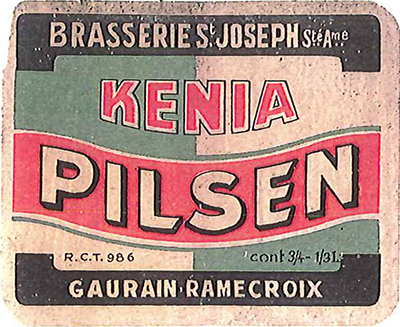 BRASSERIE St JOSEPH Sté Ame
KENIA
PILSEN
R.C.T. 986 cont 3/4 - 1/3 L
GAURAIN-RAMECROIX